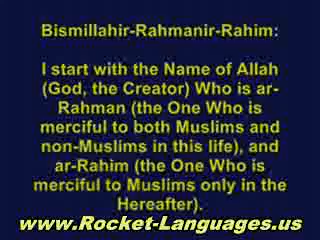 Bismillahir-Rahmanir-Rahim:
I start with the Name of Allah
(God, the Creator) Who is ar-
Rahman (the One Who is
merciful to both Muslims and
non-Muslims in this life), and
ar-Rahim (the One Who is
merciful to Muslims only in the
Hereafter).
www.Rocket-Languages.us